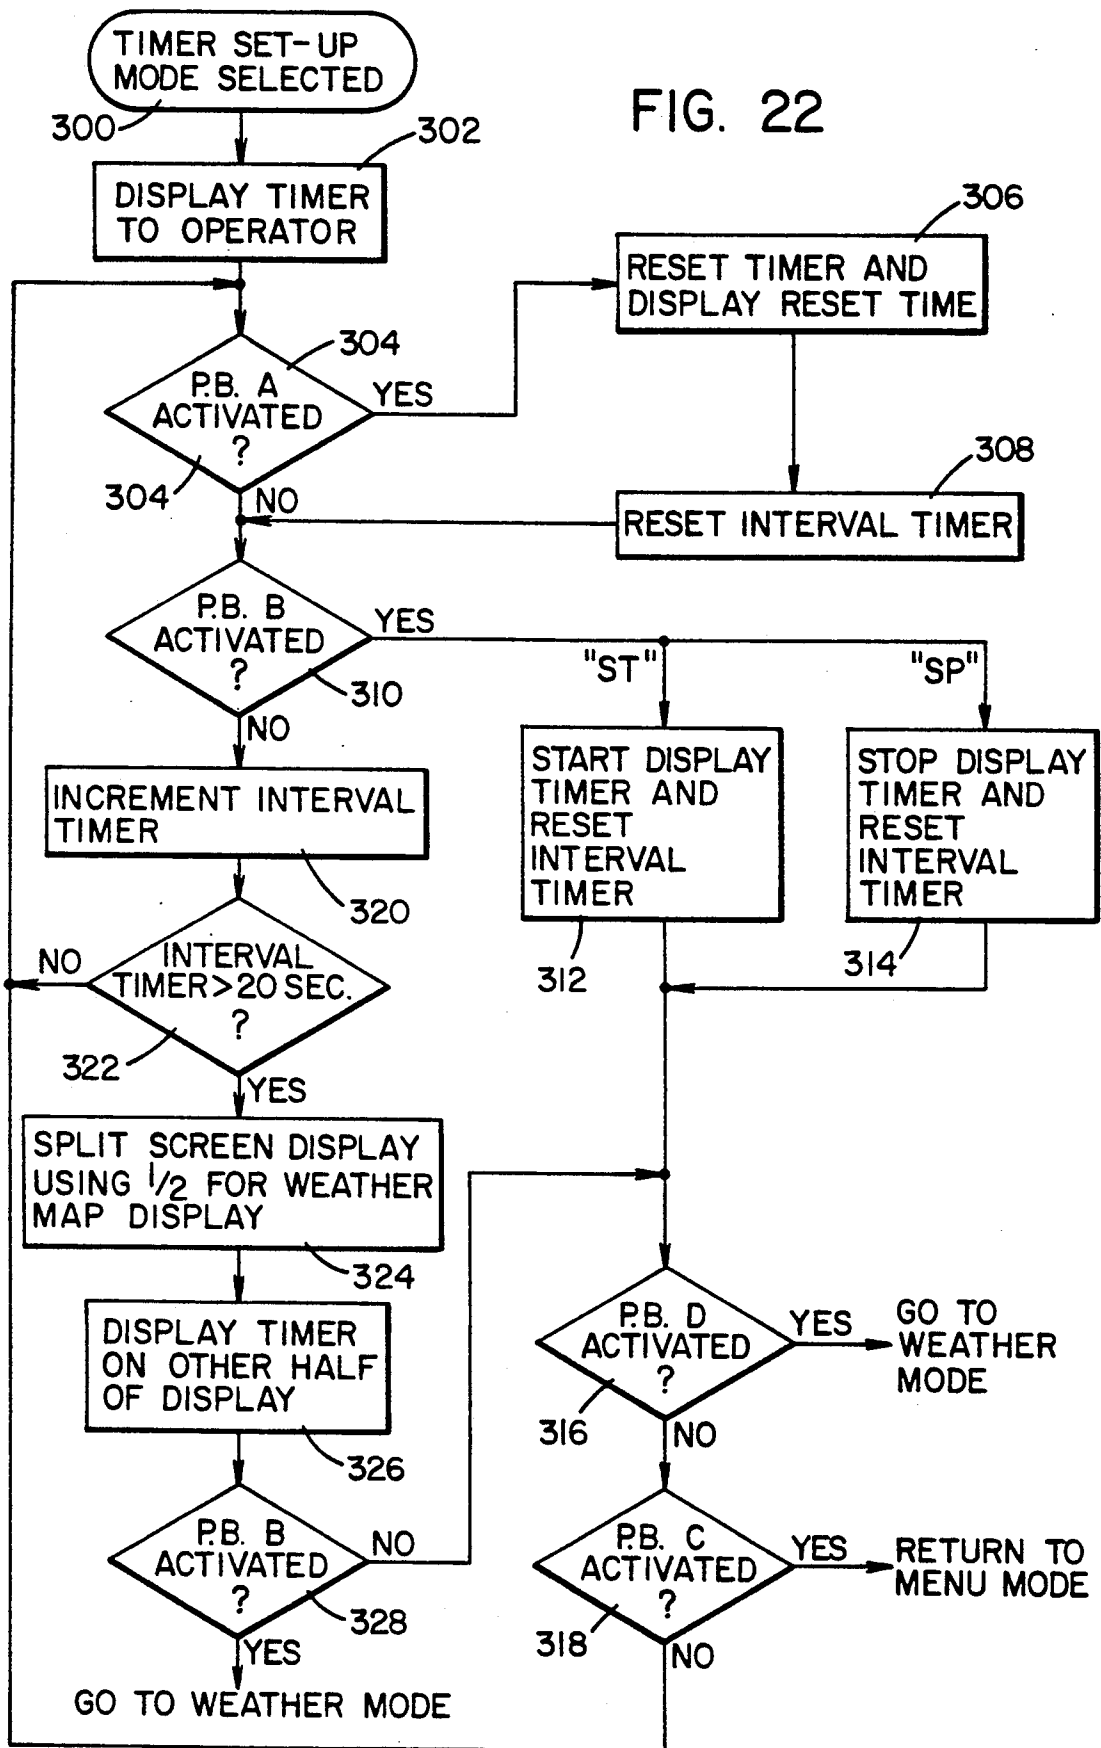 TIMER SET-UP
MODE SELECTED
300
FIG. 22
302
DISPLAY TIMER
TO OPERATOR
306
RESET TIMER AND
DISPLAY RESET TIME
304
P.B. A
ACTIVATED
?
YES
304
NO
308
RESET INTERVAL TIMER
P.B. B
ACTIVATED
?
YES
310
NO
"ST"
"SP"
INCREMENT INTERVAL
TIMER
320
START DISPLAY
TIMER AND
RESET
INTERVAL
TIMER
312
STOP DISPLAY
TIMER AND
RESET
INTERVAL
TIMER
314
INTERVAL
TIMER>20 SEC.
?
NO
322
YES
SPLIT SCREEN DISPLAY
USING 1/2 FOR WEATHER
MAP DISPLAY
324
DISPLAY TIMER
ON OTHER HALF
OF DISPLAY
326
P.B. D
ACTIVATED
?
YES
GO TO
WEATHER
MODE
316
NO
P.B. B
ACTIVATED
?
NO
328
YES
GO TO WEATHER MODE
P.B. C
ACTIVATED
?
YES
RETURN TO
MENU MODE
318
NO